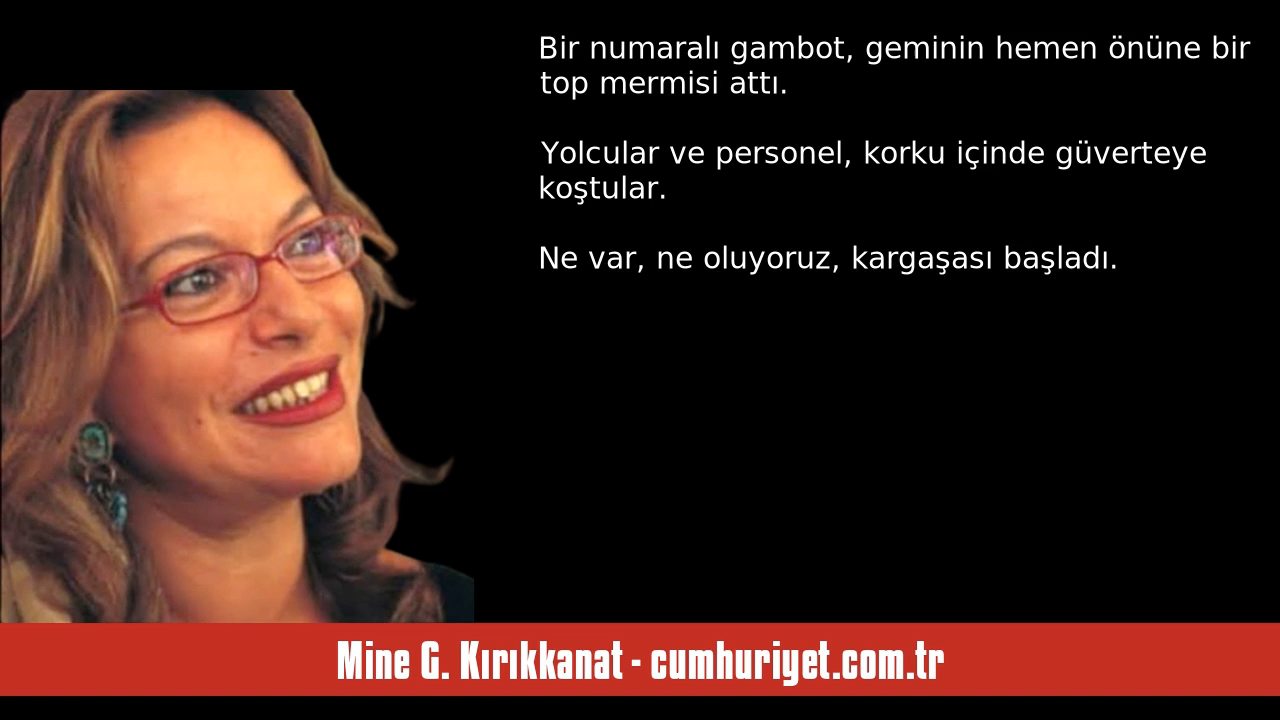 Bir numaralı gambot, geminin hemen önüne bir
top mermisi attı.
Yolcular ve personel, korku içinde güverteye
koştular.
Ne var, ne oluyoruz, kargaşası başladı.
Mine G. Kırıkkanat - cumhuriyet.com.tr